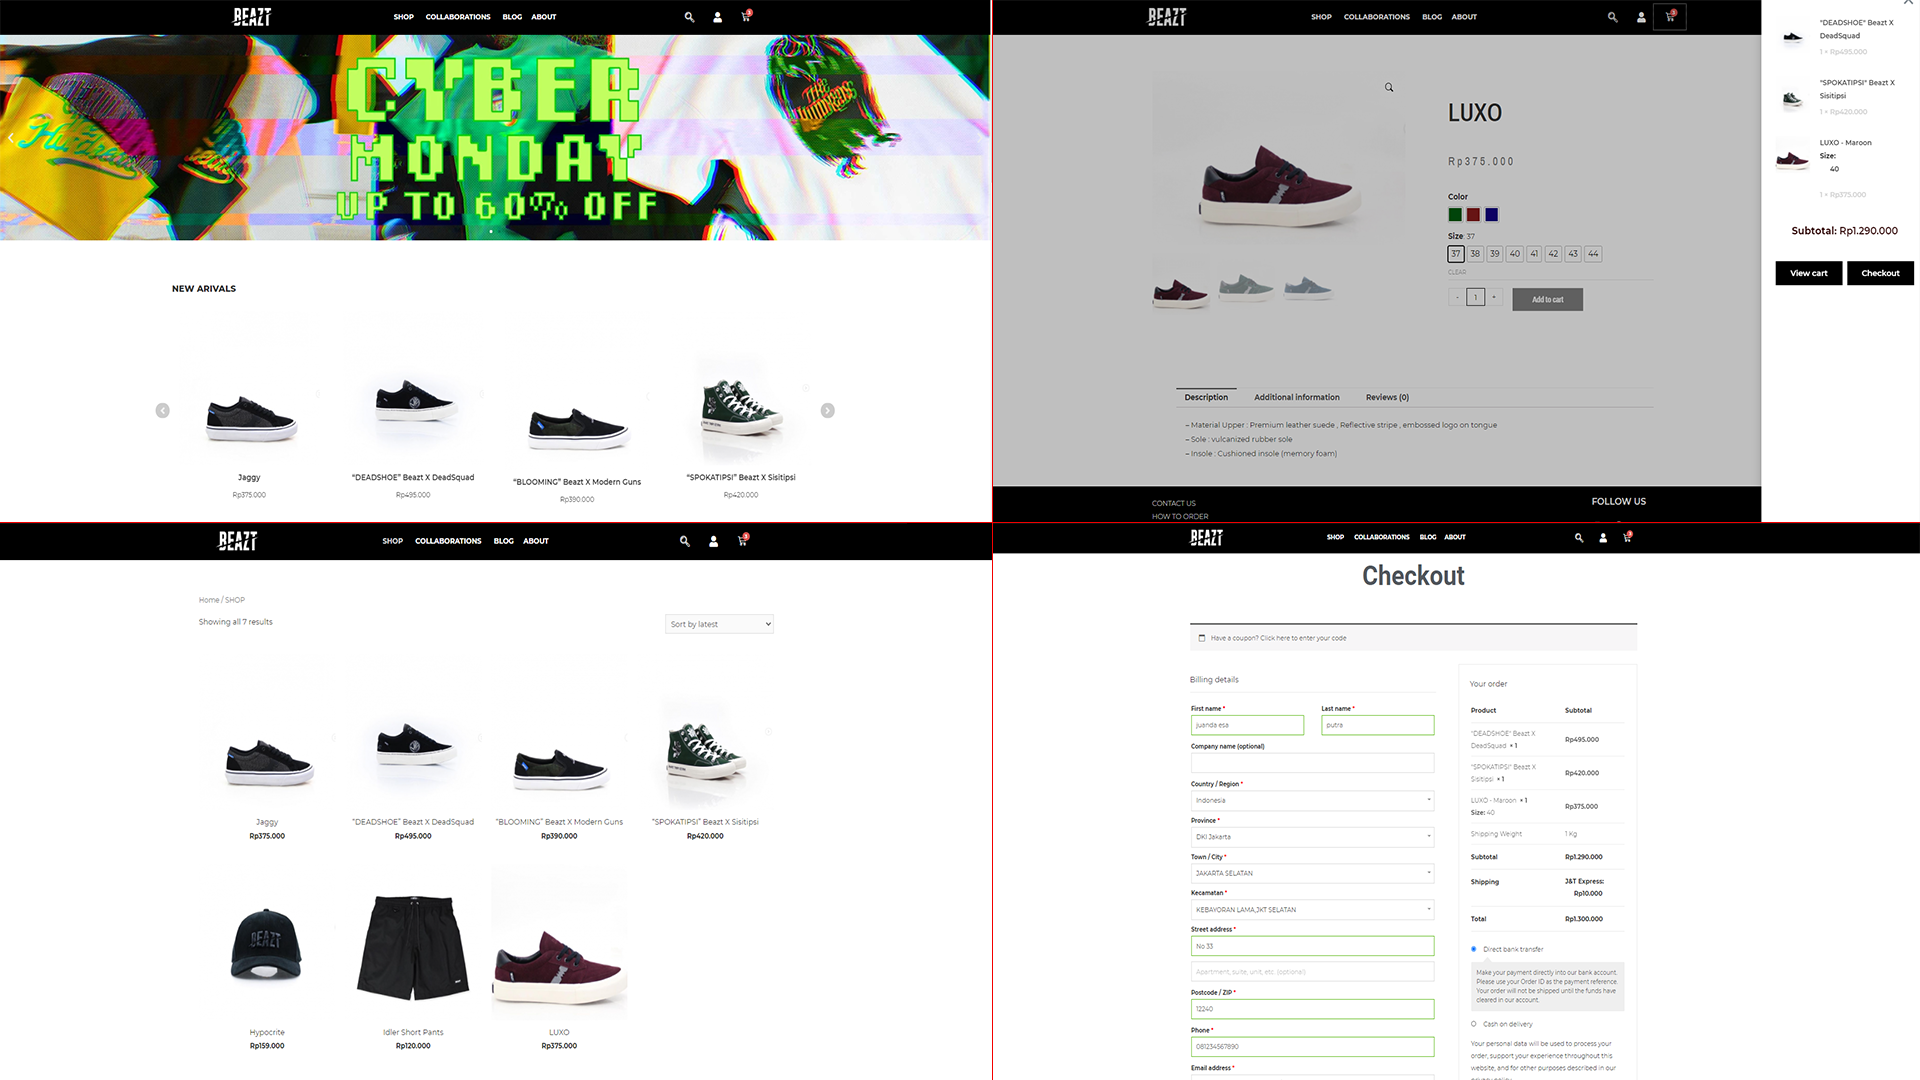 BEAZT
SHOP COLLABORATIONS BLOG ABOUT
3
CYBER
MONDAY
UP TO 60% OFF
THE
HUNDREDS
NEW ARIVALS
Jaggy
Rp375.000
"DEADSHOE" Beazt X DeadSquad
Rp495.000
"BLOOMING" Beazt X Modern Guns
Rp390.000
"SPOKATIPSI" Beazt X Sisitipsi
Rp420.000
BEAZT
SHOP COLLABORATIONS BLOG ABOUT
3
LUXO
Rp375.000
Color
Size: 37
37 38 39 40 41 42 43 44
CLEAR
- 1 + Add to cart
Description Additional information Reviews (0)
– Material Upper : Premium leather suede , Reflective stripe , embossed logo on tongue
– Sole : vulcanized rubber sole
– Insole : Cushioned insole (memory foam)
CONTACT US
HOW TO ORDER
FOLLOW US
"DEADSHOE" Beazt X
DeadSquad
1 × Rp495.000
"SPOKATIPSI" Beazt X
Sisitipsi
1 × Rp420.000
LUXO - Maroon
Size:
40
1 × Rp375.000
Subtotal: Rp1.290.000
View cart Checkout
BEAZT
SHOP COLLABORATIONS BLOG ABOUT
3
Home / SHOP
Showing all 7 results
Sort by latest
Jaggy
Rp375.000
"DEADSHOE" Beazt X DeadSquad
Rp495.000
"BLOOMING" Beazt X Modern Guns
Rp390.000
"SPOKATIPSI" Beazt X Sisitipsi
Rp420.000
BEAZT
Hypocrite
Rp159.000
Idler Short Pants
Rp120.000
LUXO
Rp375.000
BEAZT
SHOP COLLABORATIONS BLOG ABOUT
3
Checkout
Have a coupon? Click here to enter your code
Billing details
First name * Last name *
juanda esa putra
Company name (optional)
Country / Region *
Indonesia
Province *
DKI Jakarta
Town / City *
JAKARTA SELATAN
Kecamatan *
KEBAYORAN LAMA,JKT SELATAN
Street address *
No 33
Apartment, suite, unit, etc. (optional)
Postcode / ZIP *
12240
Phone *
081234567890
Email address *
Your order
Product Subtotal
"DEADSHOE" Beazt X
DeadSquad × 1
Rp495.000
"SPOKATIPSI" Beazt X
Sisitipsi × 1
Rp420.000
LUXO - Maroon × 1
Size: 40
Rp375.000
Shipping Weight 1 Kg
Subtotal Rp1.290.000
Shipping J&T Express:
Rp10.000
Total Rp1.300.000
Direct bank transfer
Make your payment directly into our bank account.
Please use your Order ID as the payment reference.
Your order will not be shipped until the funds have
cleared in our account.
Cash on delivery
Your personal data will be used to process your
order, support your experience throughout this
website, and for other purposes described in our
privacy policy.